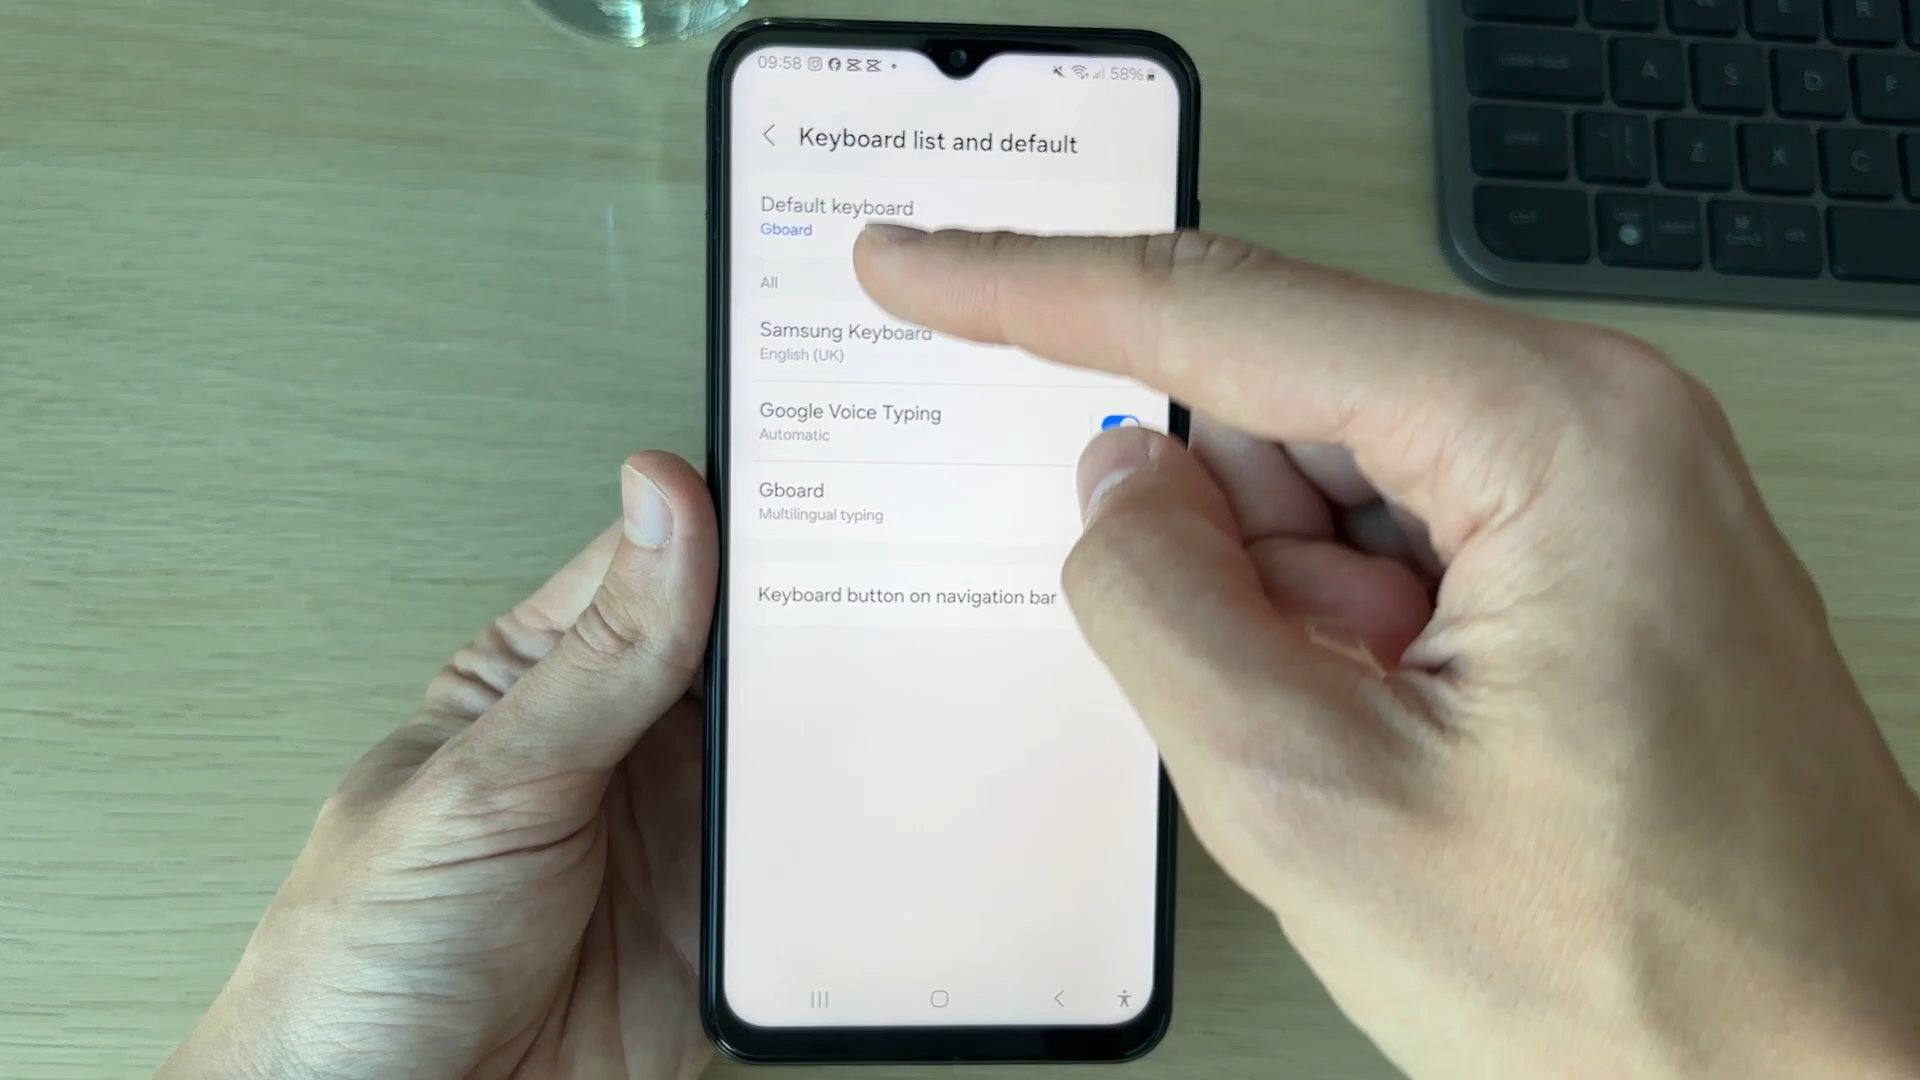 09:58
58%
Keyboard list and default
Default keyboard
Gboard
All
Samsung Keyboard
English (UK)
Google Voice Typing
Automatic
Gboard
Multilingual typing
Keyboard button on navigation bar
A S D F
Z X C